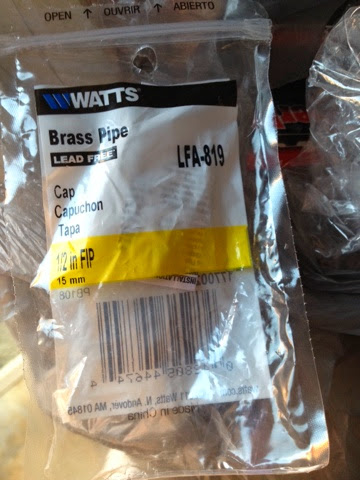 OPEN ↑ OUVRIR ↑ ABIERTO
WATTS
Brass Pipe
LEAD FREE
LFA-819
Cap
Capuchon
Tapa
1/2 in FIP
15 mm
PB108
N. Andover, MA 01845
Made in China